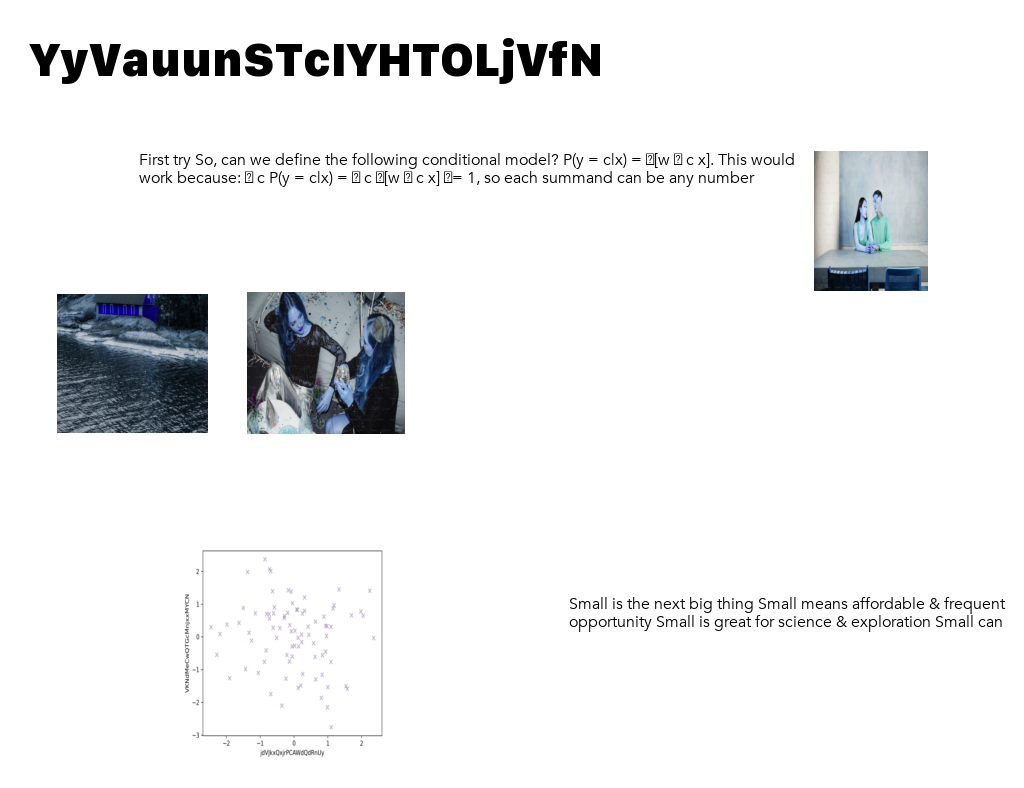 YyVauunSTcIYHTOLjVfN
First try So, can we define the following conditional model? P(y = c|x) = [w c x]. This would
work because: c P(y = c|x) = c [w c x] = 1, so each summand can be any number
VKNdMeCwQTGcMnjxxMYCN
2
1
0
−1
−2
−3
−2 −1 0 1 2
jdVJkxQxjrPCAWdQdRnUy
Small is the next big thing Small means affordable & frequent
opportunity Small is great for science & exploration Small can